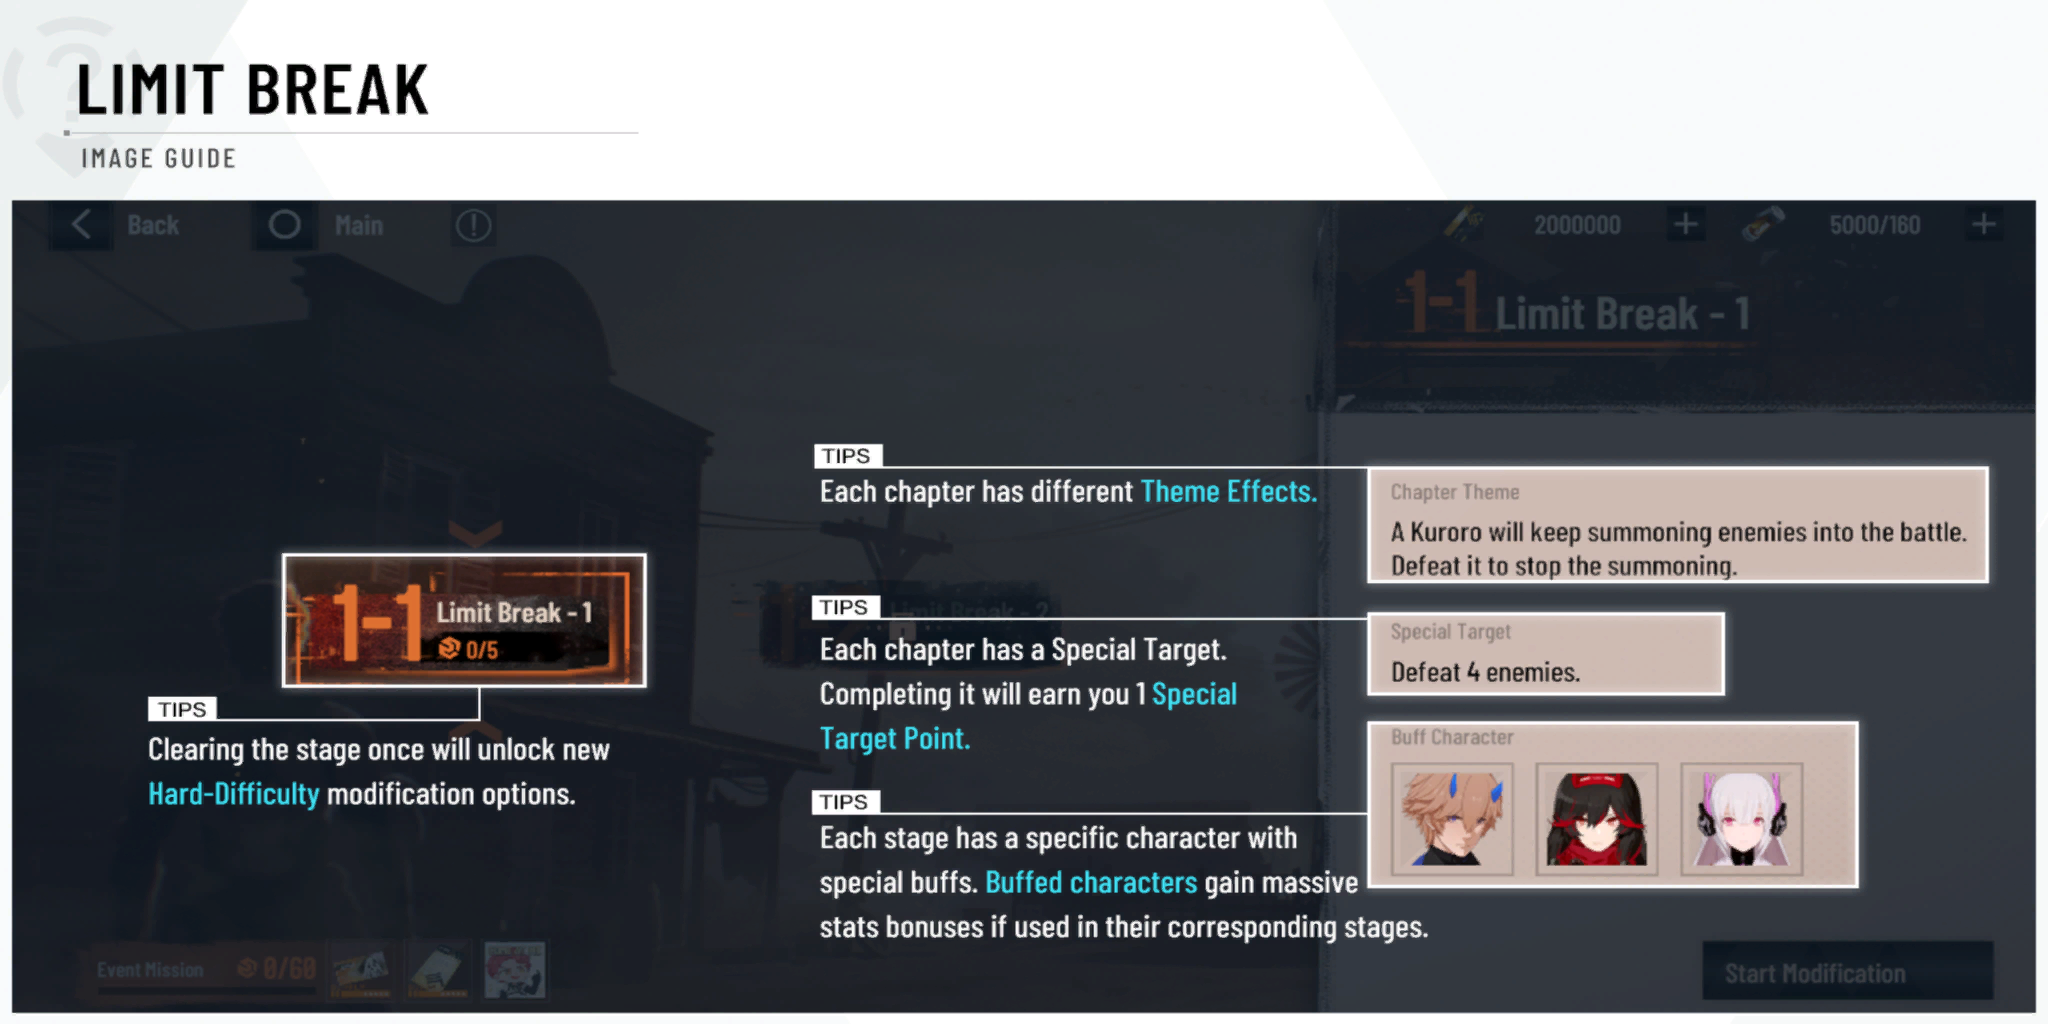 LIMIT BREAK
IMAGE GUIDE
Back
Main
2000000
5000/160
1-1 Limit Break - 1
TIPS
Each chapter has different Theme Effects.
Chapter Theme
A Kuroro will keep summoning enemies into the battle.
Defeat it to stop the summoning.
1-1
Limit Break - 1
0/5
TIPS
Clearing the stage once will unlock new
Hard-Difficulty modification options.
Limit Break - 2
TIPS
Each chapter has a Special Target.
Completing it will earn you 1 Special
Target Point.
Special Target
Defeat 4 enemies.
TIPS
Each stage has a specific character with
special buffs. Buffed characters gain massive
stats bonuses if used in their corresponding stages.
Buff Character
Event Mission
0/60
Start Modification